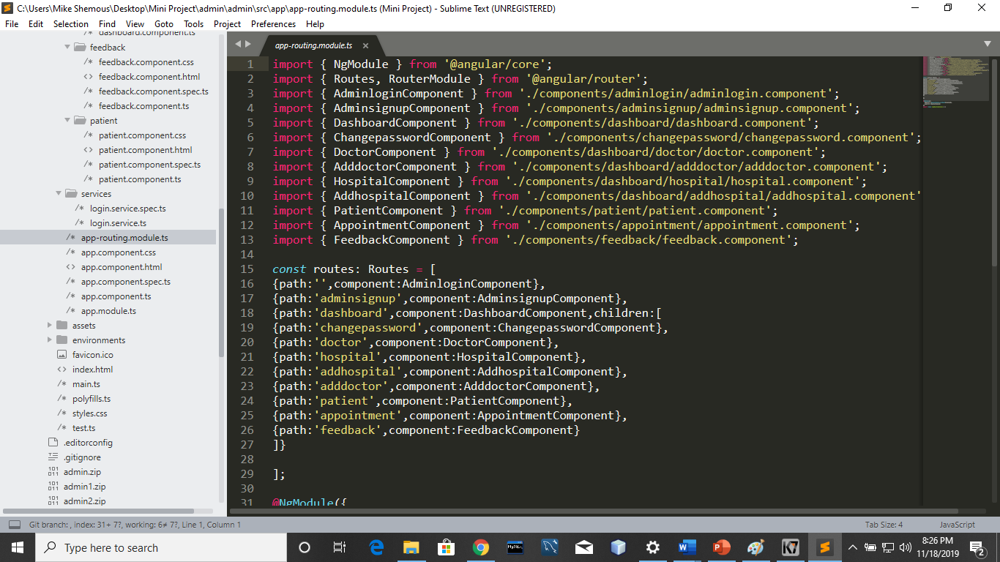 C:\Users\Mike Shemous\Desktop\Mini Project\admin\admin\src\app\app-routing.module.ts (Mini Project) - Sublime Text (UNREGISTERED)
File Edit Selection Find View Goto Tools Project Preferences Help
/* dashboard.component.ts
feedback
/* feedback.component.css
<> feedback.component.html
/* feedback.component.spec.ts
/* feedback.component.ts
patient
/* patient.component.css
<> patient.component.html
/* patient.component.spec.ts
/* patient.component.ts
services
/* login.service.spec.ts
/* login.service.ts
/* app-routing.module.ts
/* app.component.css
<> app.component.html
/* app.component.spec.ts
/* app.component.ts
/* app.module.ts
assets
environments
favicon.ico
<> index.html
/* main.ts
/* polyfills.ts
/* styles.css
/* test.ts
.editorconfig
.gitignore
admin.zip
admin1.zip
admin2.zip
app-routing.module.ts ×
1 import { NgModule } from '@angular/core';
2 import { Routes, RouterModule } from '@angular/router';
3 import { AdminloginComponent } from './components/adminlogin/adminlogin.component';
4 import { AdminsignupComponent } from './components/adminsignup/adminsignup.component';
5 import { DashboardComponent } from './components/dashboard/dashboard.component';
6 import { ChangepasswordComponent } from './components/changepassword/changepassword.component';
7 import { DoctorComponent } from './components/dashboard/doctor/doctor.component';
8 import { AdddoctorComponent } from './components/dashboard/adddoctor/adddoctor.component';
9 import { HospitalComponent } from './components/dashboard/hospital/hospital.component';
10 import { AddhospitalComponent } from './components/dashboard/addhospital/addhospital.component'
11 import { PatientComponent } from './components/patient/patient.component';
12 import { AppointmentComponent } from './components/appointment/appointment.component';
13 import { FeedbackComponent } from './components/feedback/feedback.component';
14
15 const routes: Routes = [
16 {path:'',component:AdminloginComponent},
17 {path:'adminsignup',component:AdminsignupComponent},
18 {path:'dashboard',component:DashboardComponent,children:[
19 {path:'changepassword',component:ChangepasswordComponent},
20 {path:'doctor',component:DoctorComponent},
21 {path:'hospital',component:HospitalComponent},
22 {path:'addhospital',component:AddhospitalComponent},
23 {path:'adddoctor',component:AdddoctorComponent},
24 {path:'patient',component:PatientComponent},
25 {path:'appointment',component:AppointmentComponent},
26 {path:'feedback',component:FeedbackComponent}
27 ]}
28
29 ];
30
31 @NgModule({
Git branch: , index: 31+ 7?, working: 6≠ 7?, Line 1, Column 1
Tab Size: 4 JavaScript
Type here to search
MySQL
8:26 PM
11/18/2019
2